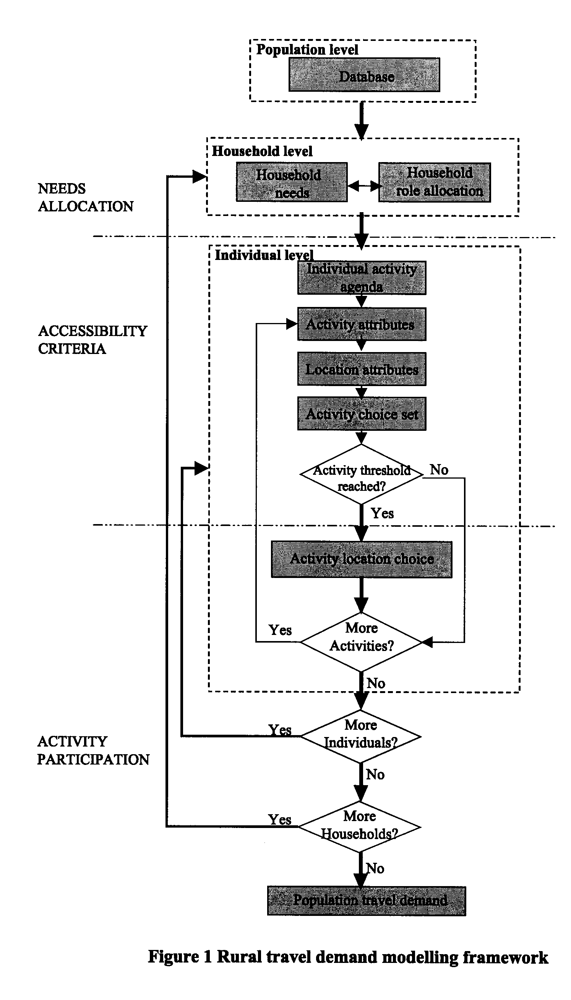 Population level
Database
Household level
Household
needs
Household
role allocation
NEEDS
ALLOCATION
Individual level
Individual activity
agenda
Activity attributes
ACCESSIBILITY
CRITERIA
Location attributes
Activity choice set
Activity threshold
reached?
No
Yes
Activity location choice
More
Activities?
Yes
No
More
Individuals?
Yes
ACTIVITY
PARTICIPATION
No
More
Households?
Yes
No
Population travel demand
Figure 1 Rural travel demand modelling framework